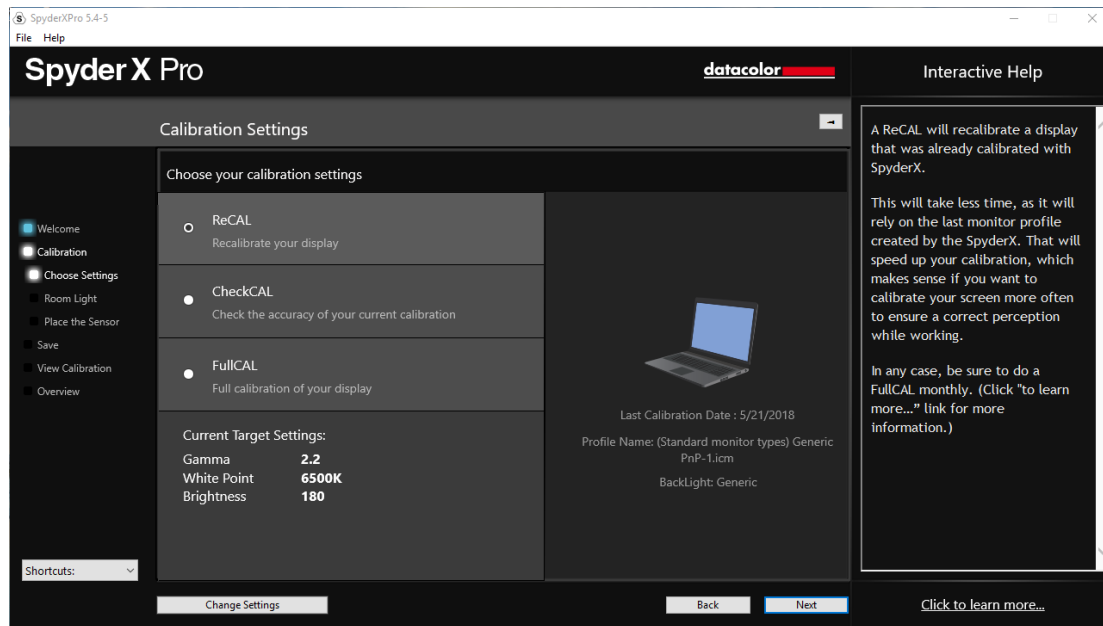 SpyderXPro 5.4-5
File Help
Spyder X Pro
datacolor
Interactive Help
Calibration Settings
Choose your calibration settings
Welcome
Calibration
Choose Settings
Room Light
Place the Sensor
Save
View Calibration
Overview
Shortcuts:
ReCAL
Recalibrate your display
CheckCAL
Check the accuracy of your current calibration
FullCAL
Full calibration of your display
Current Target Settings:
Gamma 2.2
White Point 6500K
Brightness 180
Last Calibration Date : 5/21/2018
Profile Name: (Standard monitor types) Generic
PnP-1.icm
BackLight: Generic
A ReCAL will recalibrate a display
that was already calibrated with
SpyderX.
This will take less time, as it will
rely on the last monitor profile
created by the SpyderX. That will
speed up your calibration, which
makes sense if you want to
calibrate your screen more often
to ensure a correct perception
while working.
In any case, be sure to do a
FullCAL monthly. (Click "to learn
more…” link for more
information.)
Change Settings
Back
Next
Click to learn more...